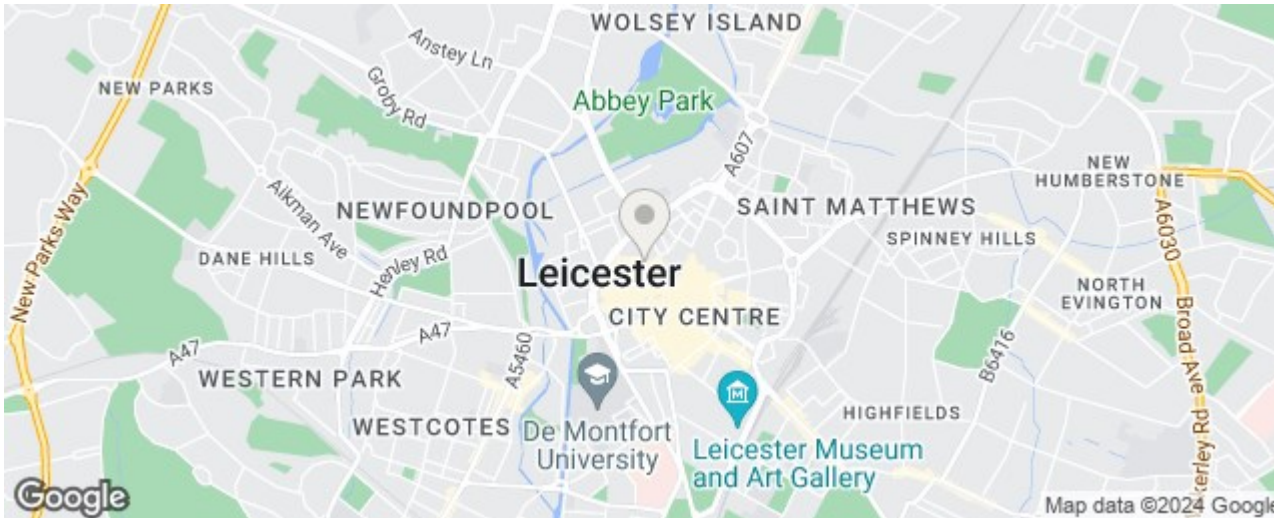 WOLSEY ISLAND
Anstey Ln
NEW PARKS
Groby Rd
Abbey Park
A607
NEW
HUMBERSTONE
Aikman Ave
NEWFOUNDPOOL
SAINT MATTHEWS
A6030
New Parks Way
DANE HILLS
Henley Rd
SPINNEY HILLS
Leicester
NORTH
EVINGTON
CITY CENTRE
Broad Ave
A47
A47
A5460
B6416
WESTERN PARK
HIGHFIELDS
WESTCOTES
De Montfort
University
Leicester Museum
and Art Gallery
M
kerley Rd
Google
Map data ©2024 Google